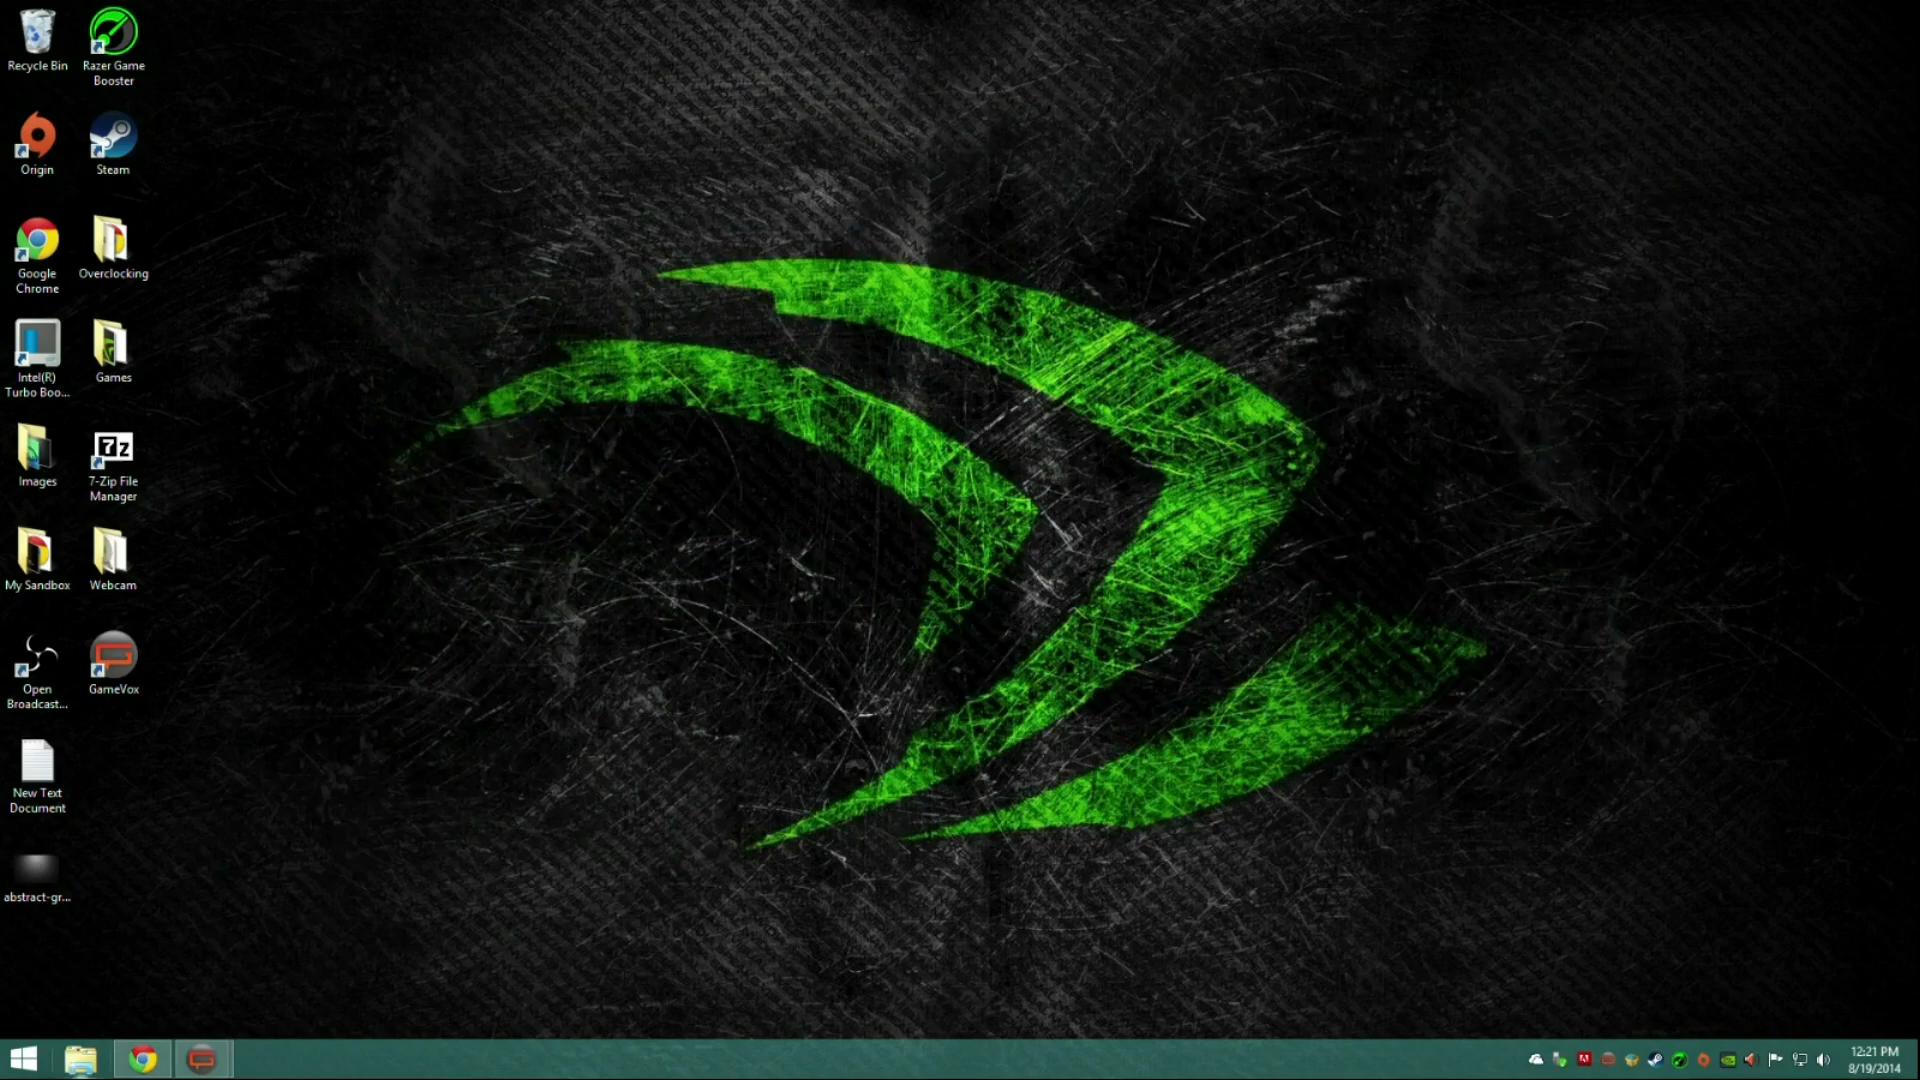 Recycle Bin
Razer Game
Booster
Origin
Steam
Google
Chrome
Overclocking
Intel(R)
Turbo Boo...
Games
Images
7z
7-Zip File
Manager
My Sandbox
Webcam
Open
Broadcast...
GameVox
New Text
Document
abstract-gr...
12:21 PM
8/19/2014